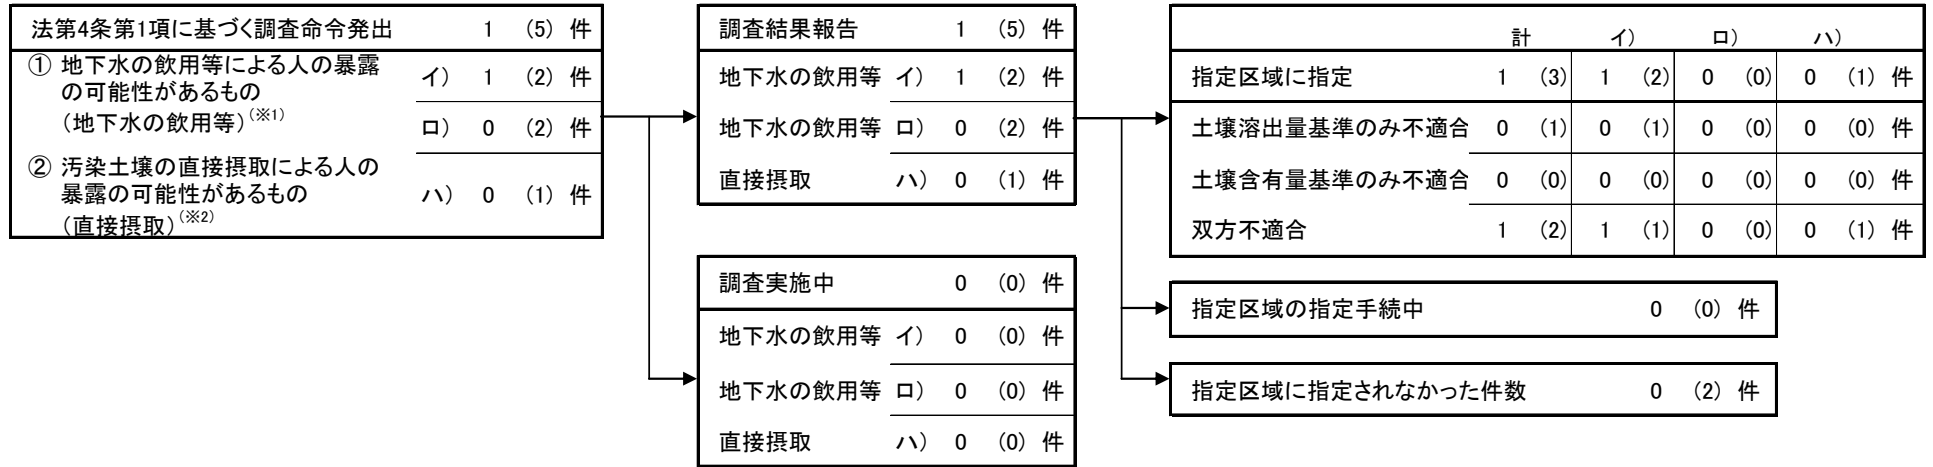 法第4条第1項に基づく調査命令発出 1 (5) 件
① 地下水の飲用等による人の暴露
の可能性があるもの
(地下水の飲用等)(※1)
イ) 1 (2) 件
ロ) 0 (2) 件
② 汚染土壌の直接摂取による人の
暴露の可能性があるもの
(直接摂取)(※2)
ハ) 0 (1) 件
調査結果報告 1 (5) 件
地下水の飲用等 イ) 1 (2) 件
地下水の飲用等 ロ) 0 (2) 件
直接摂取 ハ) 0 (1) 件
調査実施中 0 (0) 件
地下水の飲用等 イ) 0 (0) 件
地下水の飲用等 ロ) 0 (0) 件
直接摂取 ハ) 0 (0) 件
計 イ) ロ) ハ)
指定区域に指定 1 (3) 1 (2) 0 (0) 0 (1) 件
土壌溶出量基準のみ不適合 0 (1) 0 (1) 0 (0) 0 (0) 件
土壌含有量基準のみ不適合 0 (0) 0 (0) 0 (0) 0 (0) 件
双方不適合 1 (2) 1 (1) 0 (0) 0 (1) 件
指定区域の指定手続中 0 (0) 件
指定区域に指定されなかった件数 0 (2) 件